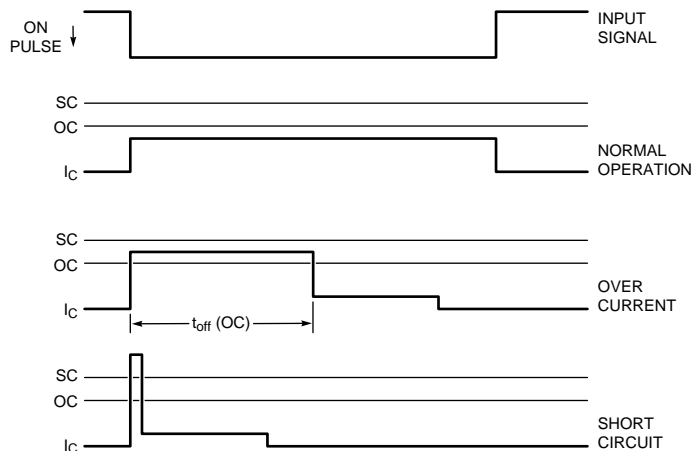 ON
PULSE
INPUT
SIGNAL
SC
OC
IC
NORMAL
OPERATION
SC
OC
IC
toff (OC)
OVER
CURRENT
SC
OC
IC
SHORT
CIRCUIT